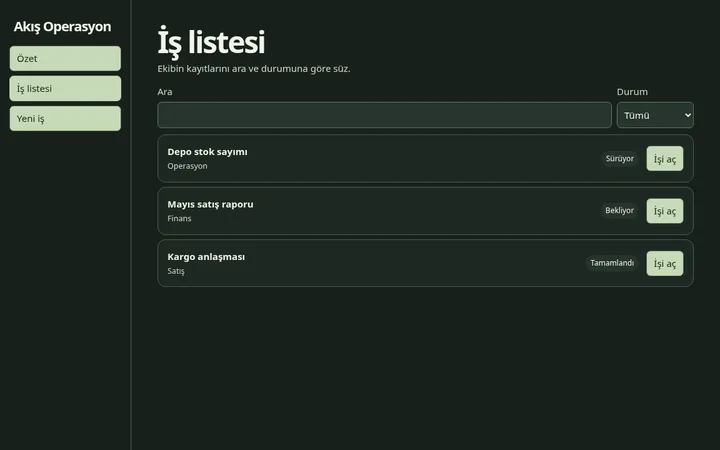 Akış Operasyon
Özet
İş listesi
Yeni iş
İş listesi
Ekibin kayıtlarını ara ve durumuna göre süz.
Ara
Durum
Tümü
Depo stok sayımı
Operasyon
Sürüyor
İşi aç
Mayıs satış raporu
Finans
Bekliyor
İşi aç
Kargo anlaşması
Satış
Tamamlandı
İşi aç